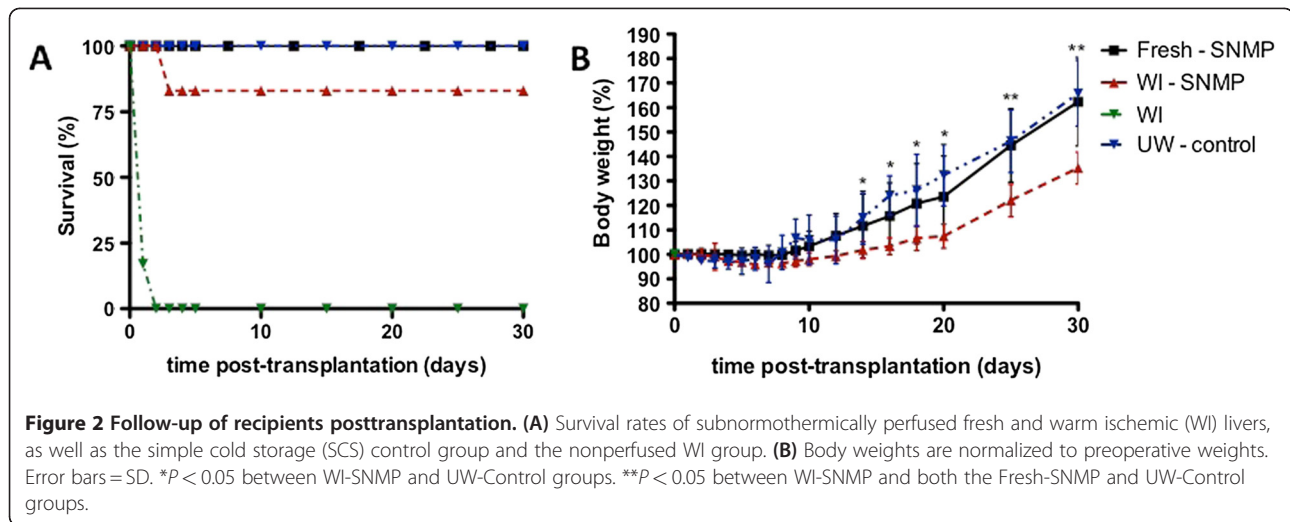 A
Survival (%)
100
75
50
25
0
0 10 20 30
time post-transplantation (days)
B
Body weight (%)
190
180
170
160
150
140
130
120
110
100
90
80
0 10 20 30
* * * * ** **
time post-transplantation (days)
Fresh - SNMP
WI - SNMP
WI
UW - control
Figure 2 Follow-up of recipients posttransplantation. (A) Survival rates of subnormothermically perfused fresh and warm ischemic (WI) livers,
as well as the simple cold storage (SCS) control group and the nonperfused WI group. (B) Body weights are normalized to preoperative weights.
Error bars = SD. *P < 0.05 between WI-SNMP and UW-Control groups. **P < 0.05 between WI-SNMP and both the Fresh-SNMP and UW-Control
groups.